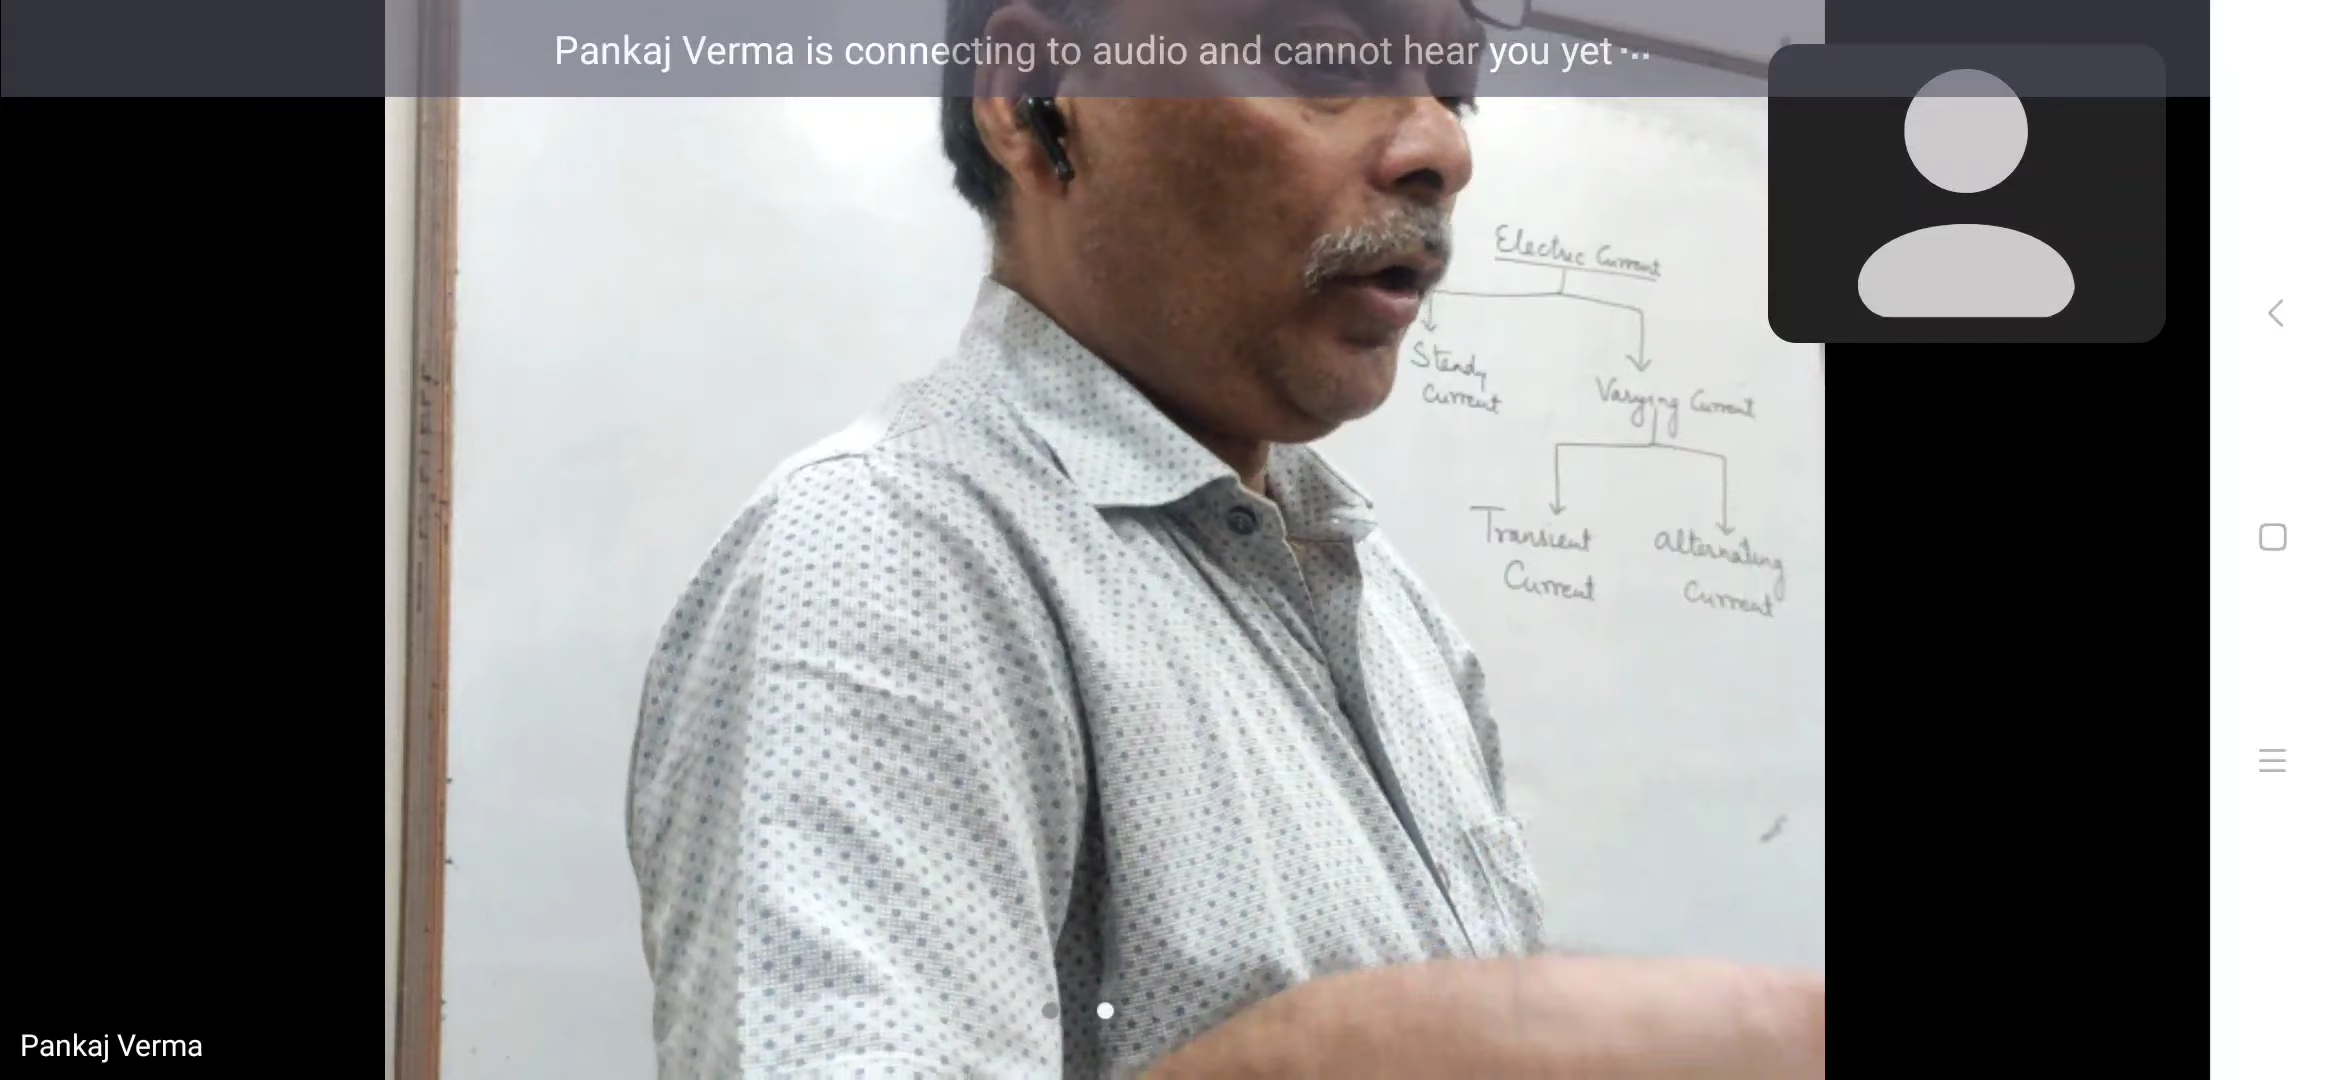 Pankaj Verma is connecting to audio and cannot hear you yet
Electric Current
Steady
Current
Varying Current
Transient
Current
alternating
Current
Pankaj Verma